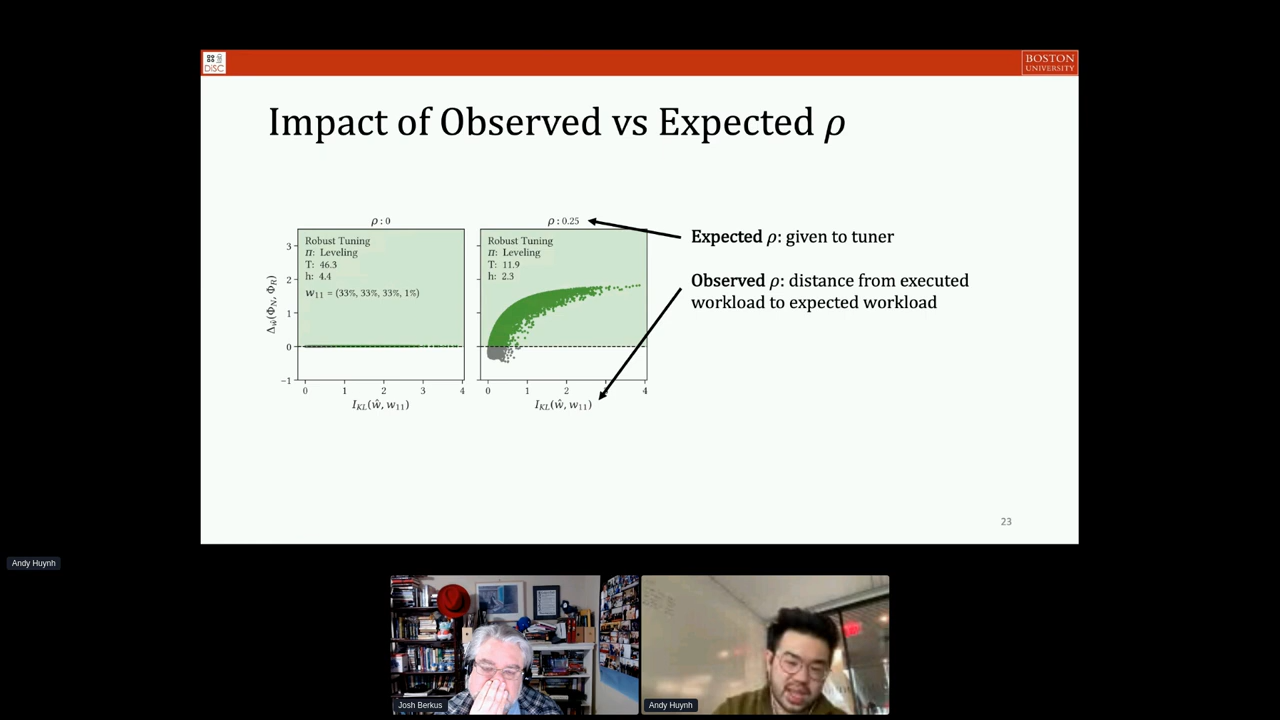 DiSC
BOSTON
UNIVERSITY
Impact of Observed vs Expected ρ
ρ : 0
Robust Tuning
π: Leveling
T: 46.3
h: 4.4
w₁₁ = (33%, 33%, 33%, 1%)
Δŵ(Φ_N, Φ_R)
3
2
1
0
−1
0 1 2 3 4
I_KL(ŵ, w₁₁)
ρ : 0.25
Robust Tuning
π: Leveling
T: 11.9
h: 2.3
0 1 2 3 4
I_KL(ŵ, w₁₁)
Expected ρ: given to tuner
Observed ρ: distance from executed
workload to expected workload
23
Andy Huynh
Josh Berkus
Andy Huynh